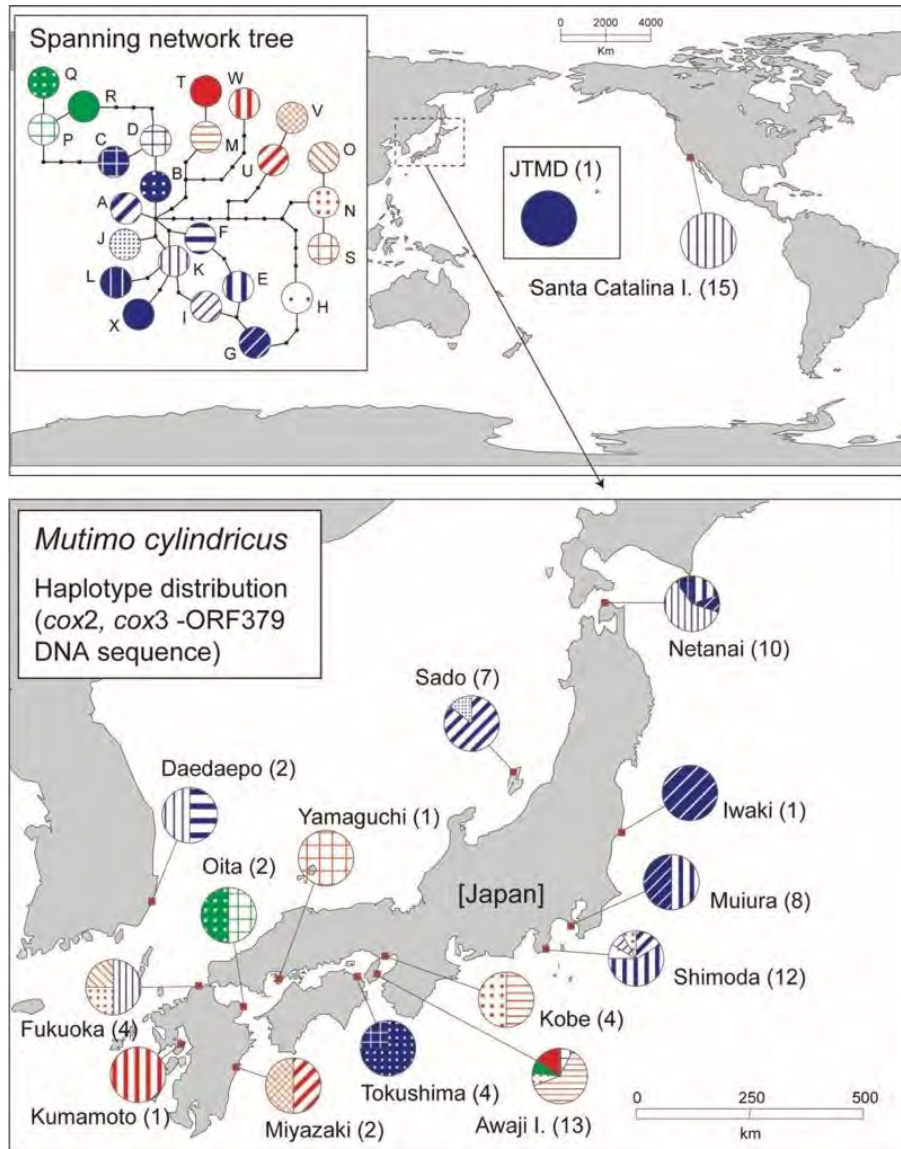 Spanning network tree
Q
R
P
C
D
B
A
J
L
K
X
I
F
E
G
T
W
M
U
V
O
N
S
H
0 2000 4000
Km
JTMD (1)
Santa Catalina I. (15)
Mutimo cylindricus
Haplotype distribution
(cox2, cox3 -ORF379
DNA sequence)
Netanai (10)
Sado (7)
Daedaepo (2)
Yamaguchi (1)
Iwaki (1)
Oita (2)
[Japan]
Muiura (8)
Shimoda (12)
Fukuoka (4)
Kobe (4)
Kumamoto (1)
Miyazaki (2)
Tokushima (4)
Awaji I. (13)
0 500
km